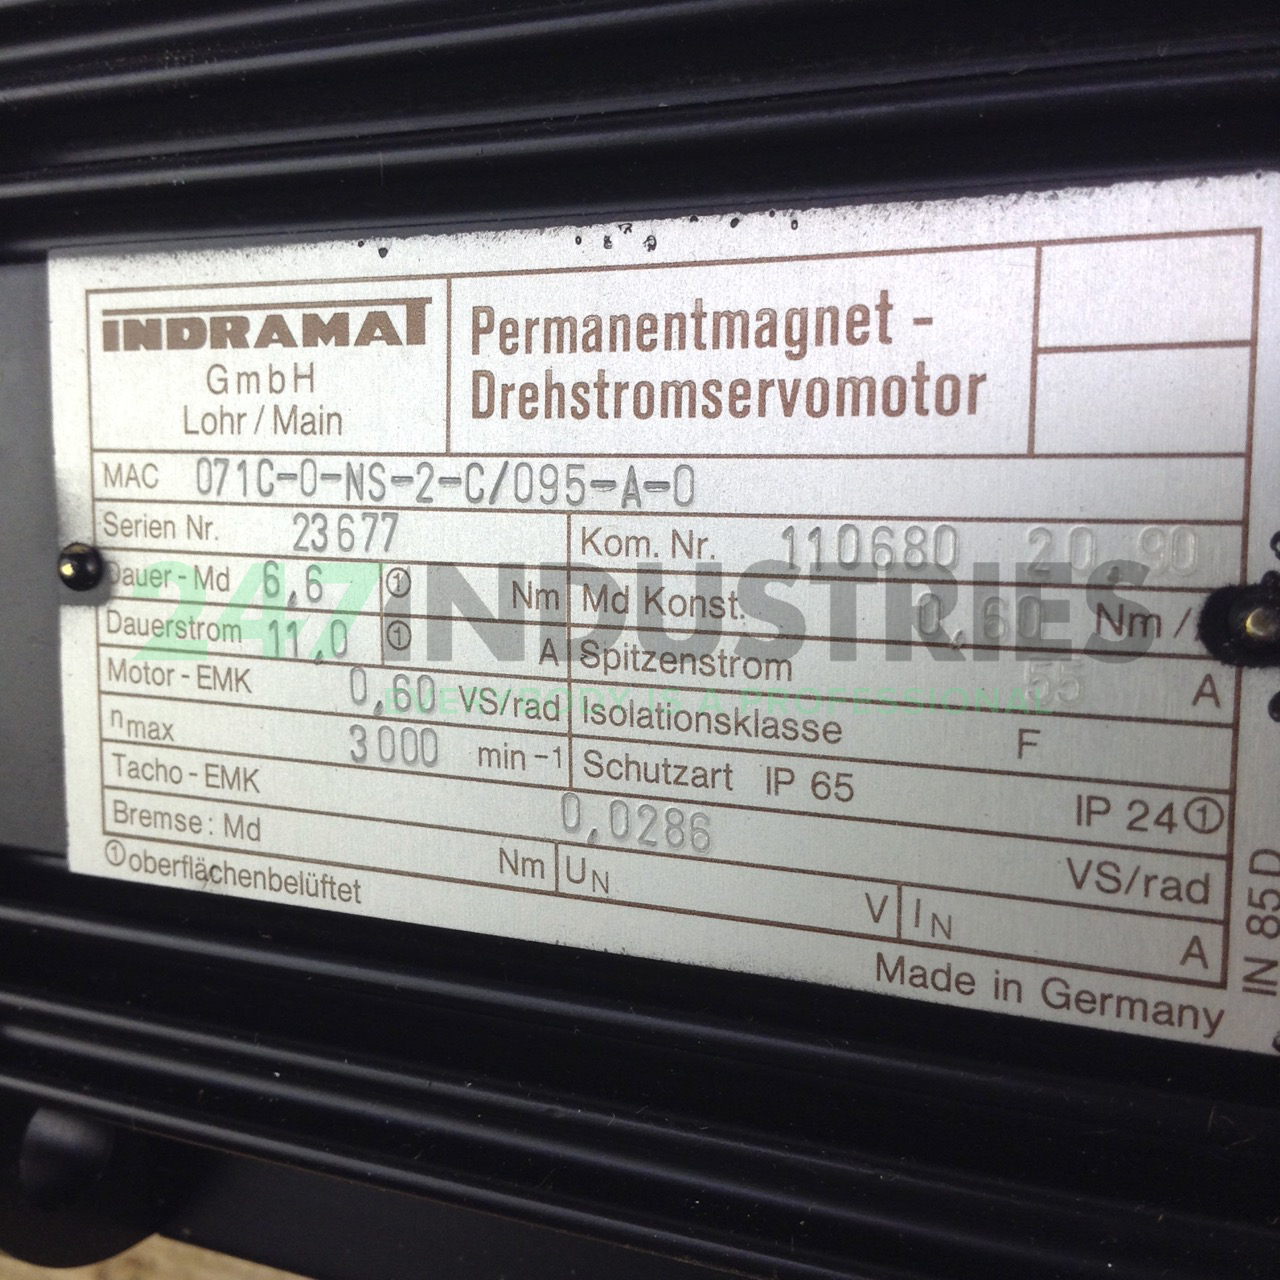 INDRAMAT
GmbH
Lohr / Main
Permanentmagnet -
Drehstromservomotor
MAC 071C-0-NS-2-C/095-A-0
Serien Nr. 23677
Kom. Nr. 110680 20.90
Dauer - Md 6,6 ① Nm
Md Konst. 0,60 Nm /
Dauerstrom 11,0 ① A
Spitzenstrom 55 A
Motor - EMK 0,60 VS/rad
Isolationsklasse F
nmax 3000 min-1
Schutzart IP 65 IP 24①
Tacho - EMK 0,0286 VS/rad
Bremse: Md Nm UN V IN A
①oberflächenbelüftet
Made in Germany
IN 85D
247INDUSTRIES
EVERYBODY IS A PROFESSIONAL